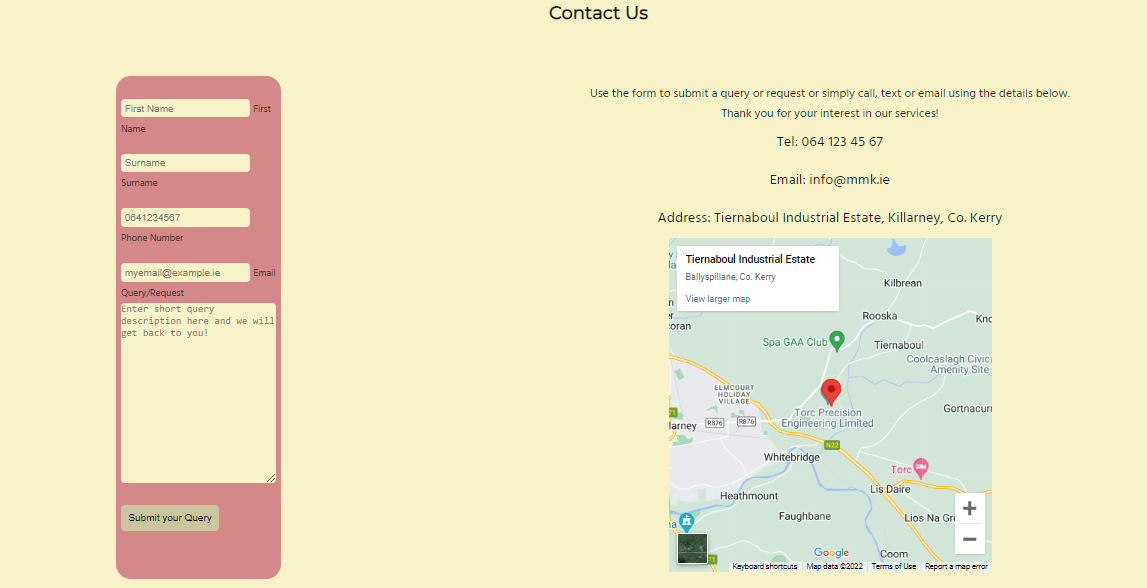 Contact Us
First Name First
Name
Surname
Surname
0641234567
Phone Number
myemail@example.ie Email
Query/Request
Enter short query
description here and we will
get back to you!
Submit your Query
Use the form to submit a query or request or simply call, text or email using the details below.
Thank you for your interest in our services!
Tel: 064 123 45 67
Email: info@mmk.ie
Address: Tiernaboul Industrial Estate, Killarney, Co. Kerry
Tiernaboul Industrial Estate
Ballyspillane, Co. Kerry
View larger map
Kilbrean
Rooska
Kno
coran
Spa GAA Club
Tiernaboul
Coolcaslagh Civic
Amenity Site
ELMCOURT
HOLIDAY
VILLAGE
Gortnacurr
71
R876
R876
larney
Torc Precision
Engineering Limited
N22
Whitebridge
Torc
Lis Daire
Heathmount
Faughbane
Lios Na Gre
+
−
Google
Coom
71
Keyboard shortcuts Map data ©2022 Terms of Use Report a map error